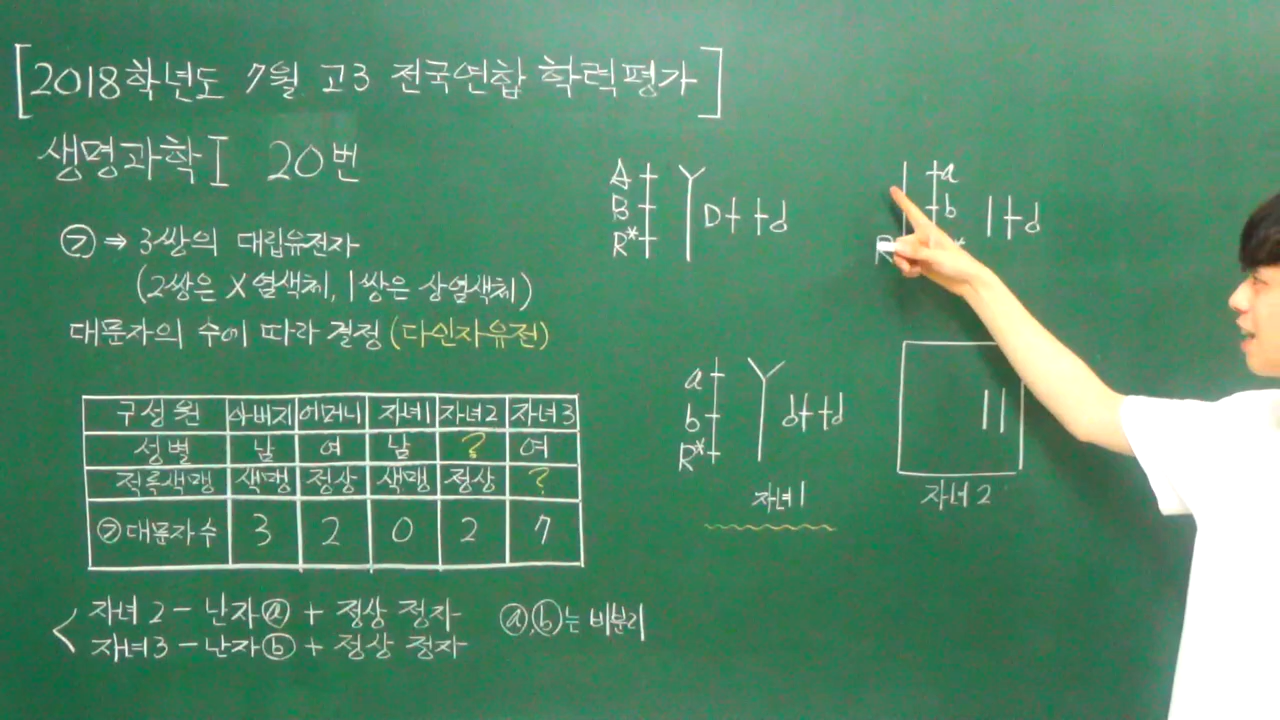 [2018학년도 7월 고3 전국연합 학력평가]
생명과학I 20번
㉠ ⇒ 3쌍의 대립유전자
(2쌍은 X염색체, 1쌍은 상염색체)
대문자의 수에 따라 결정 (다인자유전)
구성원 아버지 어머니 자녀1 자녀2 자녀3
성별 남 여 남 ? 여
적록색맹 색맹 정상 색맹 정상 ?
㉠대문자수 3 2 0 2 7
자녀 2 - 난자ⓐ + 정상 정자
자녀3 - 난자ⓑ + 정상 정자
ⓐ,ⓑ는 비분리
A
B
R*
D d
a
b
R *
d
a
b
R*
d d
자녀1
자녀2